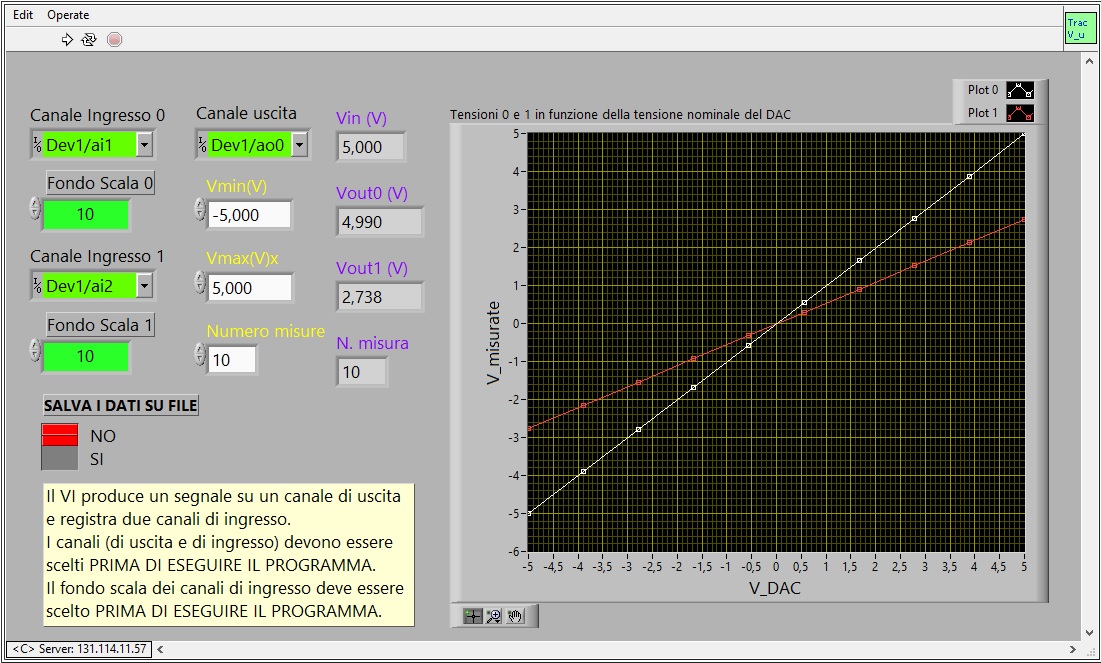 Edit Operate
Trac
V_u
Canale Ingresso 0
Dev1/ai1
Fondo Scala 0
10
Canale Ingresso 1
Dev1/ai2
Fondo Scala 1
10
Canale uscita
Dev1/ao0
Vmin(V)
-5,000
Vmax(V)x
5,000
Numero misure
10
Vin (V)
5,000
Vout0 (V)
4,990
Vout1 (V)
2,738
N. misura
10
SALVA I DATI SU FILE
NO
SI
Il VI produce un segnale su un canale di uscita
e registra due canali di ingresso.
I canali (di uscita e di ingresso) devono essere
scelti PRIMA DI ESEGUIRE IL PROGRAMMA.
Il fondo scala dei canali di ingresso deve essere
scelto PRIMA DI ESEGUIRE IL PROGRAMMA.
Tensioni 0 e 1 in funzione della tensione nominale del DAC
Plot 0
Plot 1
V_misurate
5
4
3
2
1
0
-1
-2
-3
-4
-5
-6
-5 -4,5 -4 -3,5 -3 -2,5 -2 -1,5 -1 -0,5 0 0,5 1 1,5 2 2,5 3 3,5 4 4,5 5
V_DAC
<C> Server: 131.114.11.57